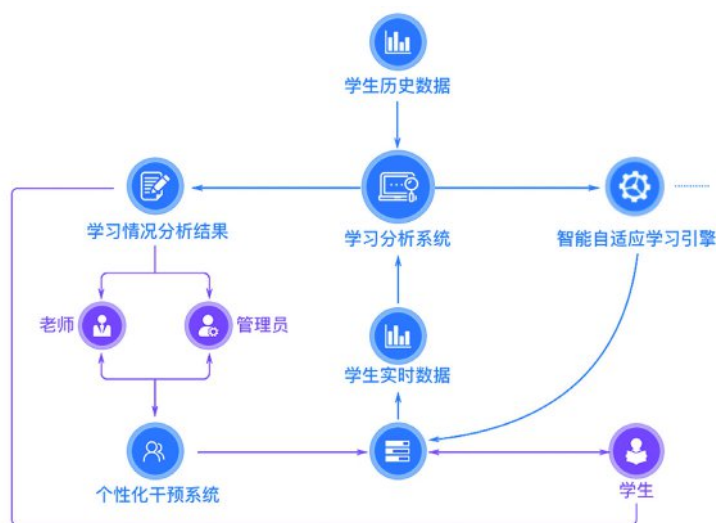 学生历史数据
学习情况分析结果
学习分析系统
智能自适应学习引擎
老师
管理员
学生实时数据
个性化干预系统
学生